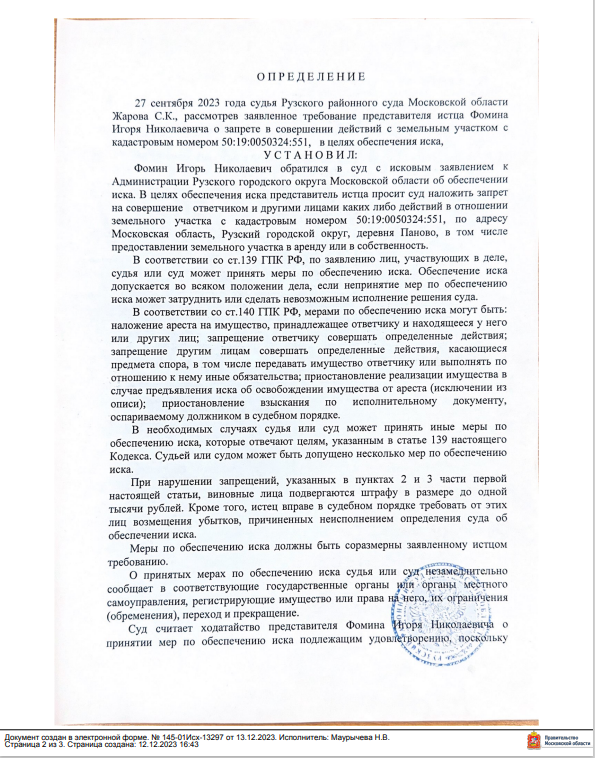 О П Р Е Д Е Л Е Н И Е
27 сентября 2023 года судья Рузского районного суда Московской области
Жарова С.К., рассмотрев заявленное требование представителя истца Фомина
Игоря Николаевича о запрете в совершении действий с земельным участком с
кадастровым номером 50:19:0050324:551, в целях обеспечения иска,
У С Т А Н О В И Л:
Фомин Игорь Николаевич обратился в суд с исковым заявлением к
Администрации Рузского городского округа Московской области об обеспечении
иска. В целях обеспечения иска представитель истца просит суд наложить запрет
на совершение ответчиком и другими лицами каких либо действий в отношении
земельного участка с кадастровым номером 50:19:0050324:551, по адресу
Московская область, Рузский городской округ, деревня Паново, в том числе
предоставлении земельного участка в аренду или в собственность.
В соответствии со ст.139 ГПК РФ, по заявлению лиц, участвующих в деле,
судья или суд может принять меры по обеспечению иска. Обеспечение иска
допускается во всяком положении дела, если непринятие мер по обеспечению
иска может затруднить или сделать невозможным исполнение решения суда.
В соответствии со ст.140 ГПК РФ, мерами по обеспечению иска могут быть:
наложение ареста на имущество, принадлежащее ответчику и находящееся у него
или других лиц; запрещение ответчику совершать определенные действия;
запрещение другим лицам совершать определенные действия, касающиеся
предмета спора, в том числе передавать имущество ответчику или выполнять по
отношению к нему иные обязательства; приостановление реализации имущества в
случае предъявления иска об освобождении имущества от ареста (исключении из
описи); приостановление взыскания по исполнительному документу,
оспариваемому должником в судебном порядке.
В необходимых случаях судья или суд может принять иные меры по
обеспечению иска, которые отвечают целям, указанным в статье 139 настоящего
Кодекса. Судьей или судом может быть допущено несколько мер по обеспечению
иска.
При нарушении запрещений, указанных в пунктах 2 и 3 части первой
настоящей статьи, виновные лица подвергаются штрафу в размере до одной
тысячи рублей. Кроме того, истец вправе в судебном порядке требовать от этих
лиц возмещения убытков, причиненных неисполнением определения суда об
обеспечении иска.
Меры по обеспечению иска должны быть соразмерны заявленному истцом
требованию.
О принятых мерах по обеспечению иска судья или суд незамедлительно
сообщает в соответствующие государственные органы или органы местного
самоуправления, регистрирующие имущество или права на него, их ограничения
(обременения), переход и прекращение.
Суд считает ходатайство представителя Фомина Игоря Николаевича о
принятии мер по обеспечению иска подлежащим удовлетворению, поскольку
Документ создан в электронной форме. № 145-01Исх-13297 от 13.12.2023. Исполнитель: Маурычева Н.В.
Страница 2 из 3. Страница создана: 12.12.2023 16:43
Правительство
Московской области